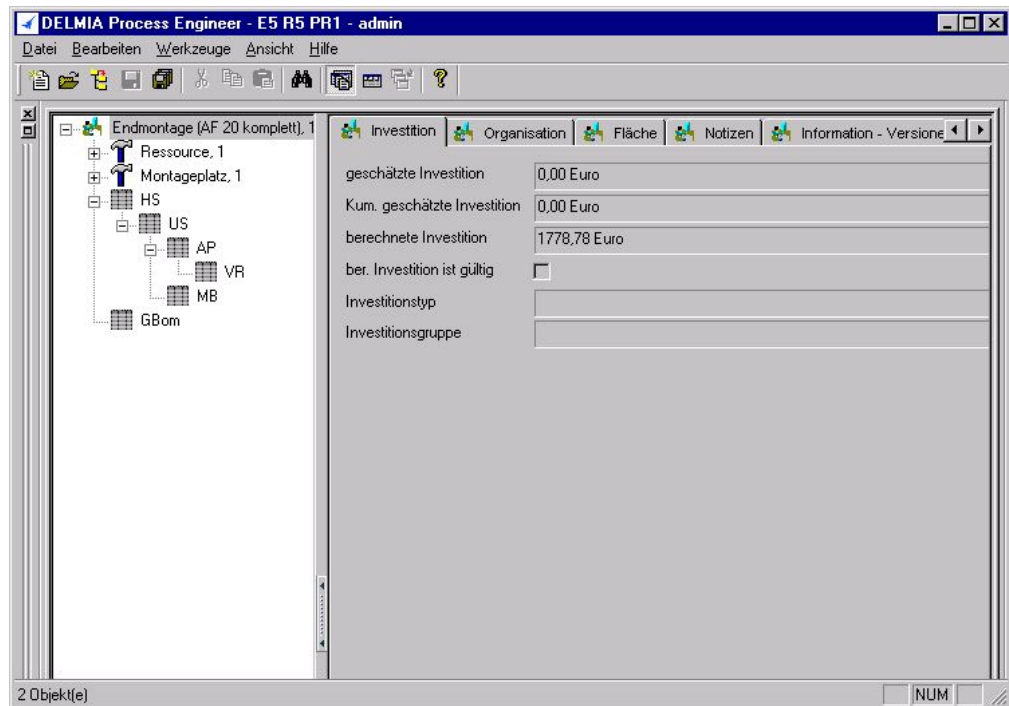 DELMIA Process Engineer - E5 R5 PR1 - admin
Datei Bearbeiten Werkzeuge Ansicht Hilfe
Endmontage (AF 20 komplett), 1
Ressource, 1
Montageplatz, 1
HS
US
AP
VR
MB
GBom
Investition Organisation Fläche Notizen Information - Versione
geschätzte Investition 0,00 Euro
Kum. geschätzte Investition 0,00 Euro
berechnete Investition 1778,78 Euro
ber. Investition ist gültig
Investitionstyp
Investitionsgruppe
2 Objekt(e) NUM